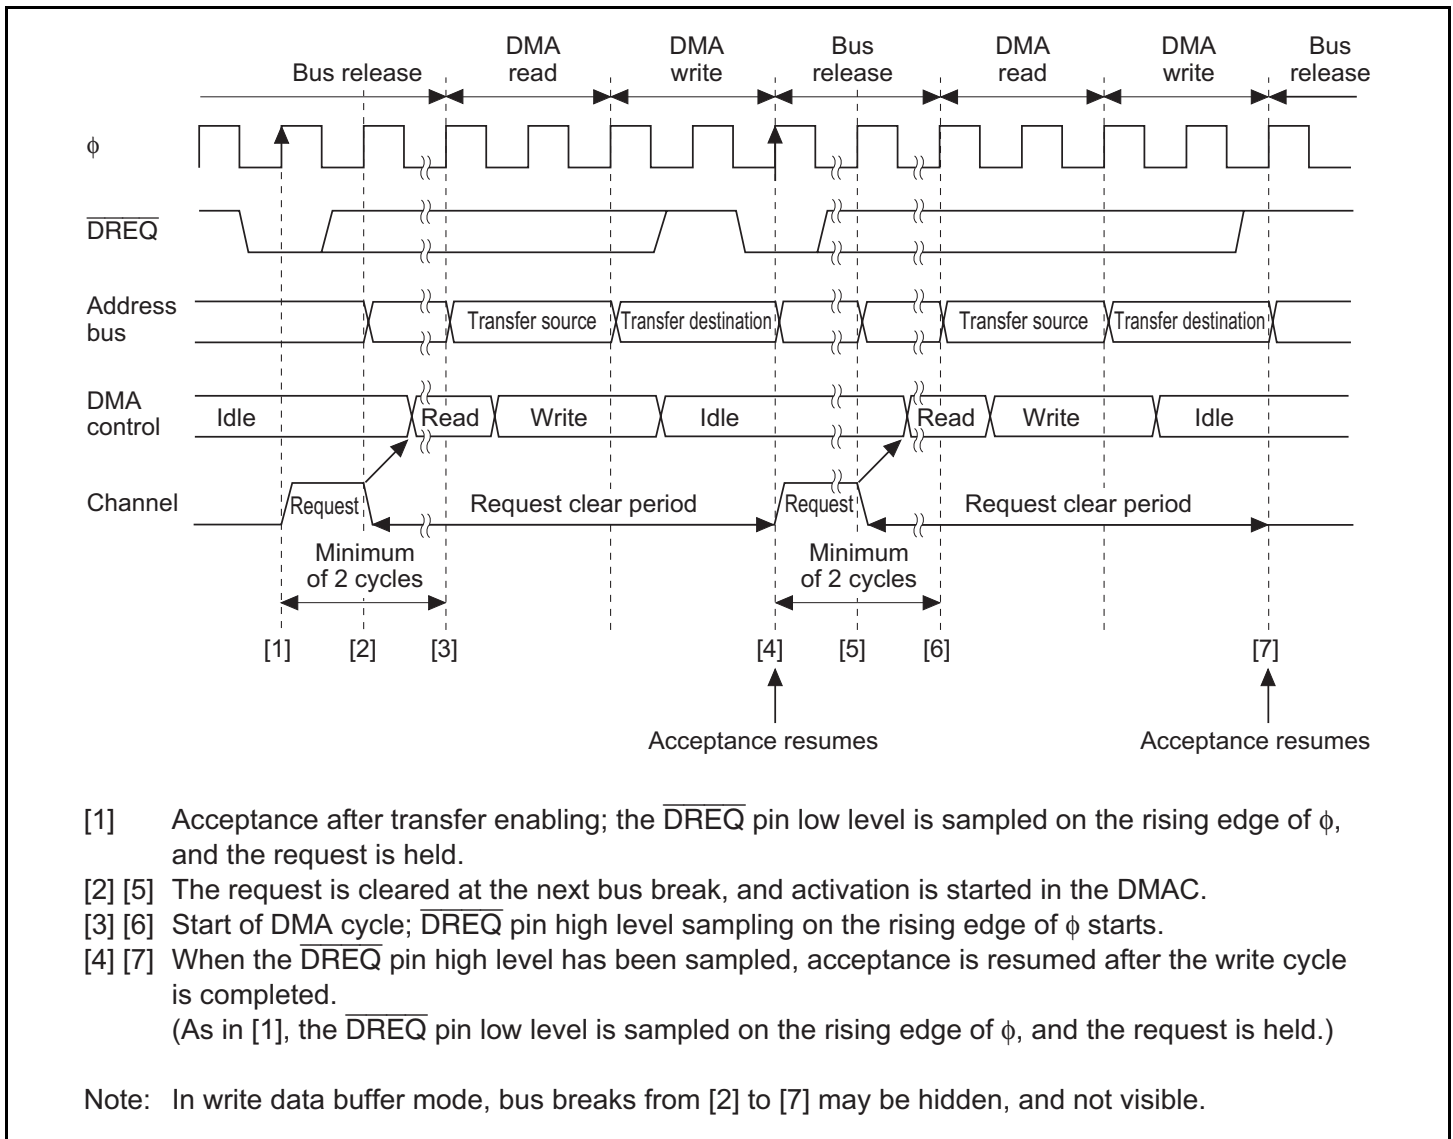 DMA DMA Bus DMA DMA Bus
Bus release read write release read write release
ϕ
DREQ
Address
bus
Transfer source Transfer destination Transfer source Transfer destination
DMA
control
Idle Read Write Idle Read Write Idle
Channel
Request Request clear period Request Request clear period
Minimum Minimum
of 2 cycles of 2 cycles
[1] [2] [3] [4] [5] [6] [7]
Acceptance resumes Acceptance resumes
[1] Acceptance after transfer enabling; the DREQ pin low level is sampled on the rising edge of ϕ,
and the request is held.
[2] [5] The request is cleared at the next bus break, and activation is started in the DMAC.
[3] [6] Start of DMA cycle; DREQ pin high level sampling on the rising edge of ϕ starts.
[4] [7] When the DREQ pin high level has been sampled, acceptance is resumed after the write cycle
is completed.
(As in [1], the DREQ pin low level is sampled on the rising edge of ϕ, and the request is held.)
Note: In write data buffer mode, bus breaks from [2] to [7] may be hidden, and not visible.